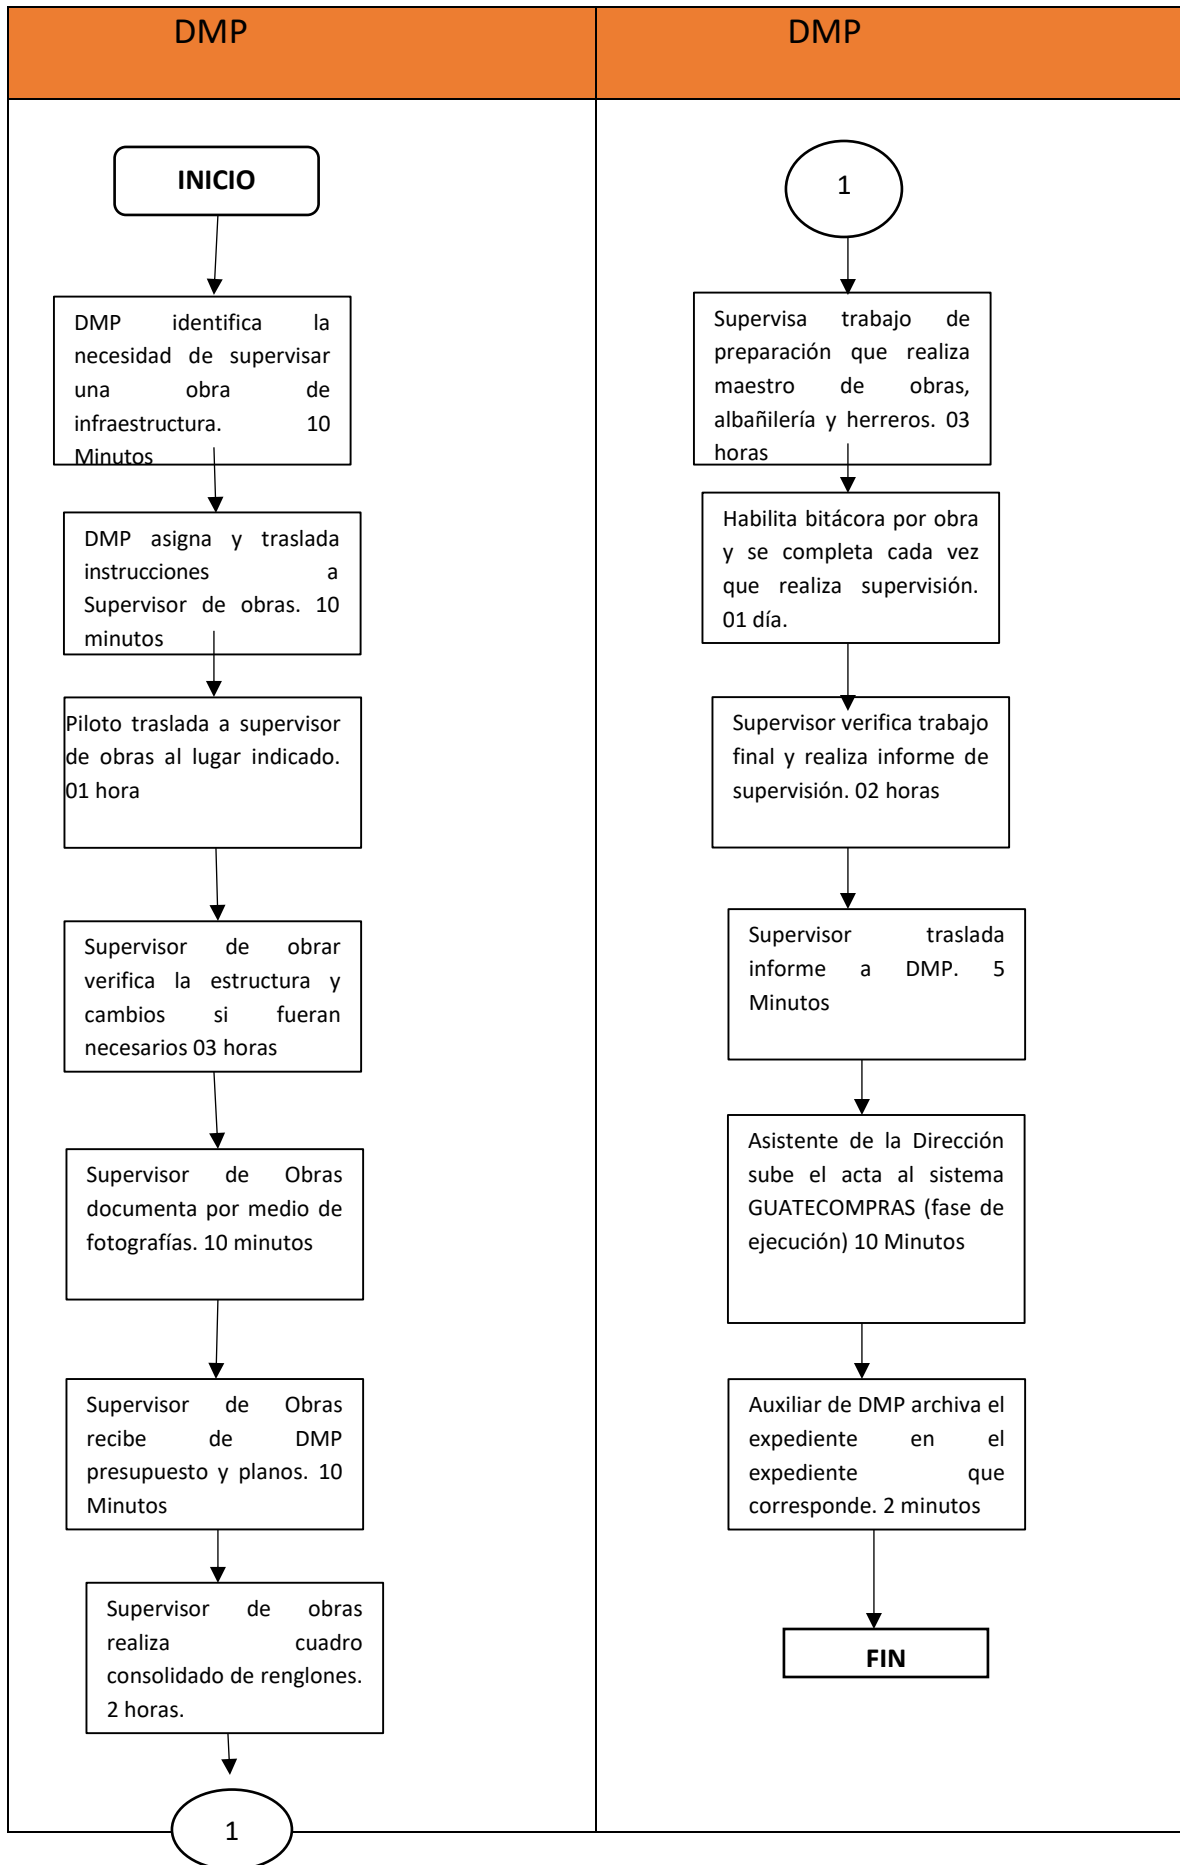 DMP
INICIO
DMP identifica la
necesidad de supervisar
una obra de
infraestructura. 10
Minutos
DMP asigna y traslada
instrucciones a
Supervisor de obras. 10
minutos
Piloto traslada a supervisor
de obras al lugar indicado.
01 hora
Supervisor de obrar
verifica la estructura y
cambios si fueran
necesarios 03 horas
Supervisor de Obras
documenta por medio de
fotografías. 10 minutos
Supervisor de Obras
recibe de DMP
presupuesto y planos. 10
Minutos
Supervisor de obras
realiza cuadro
consolidado de renglones.
2 horas.
1
DMP
1
Supervisa trabajo de
preparación que realiza
maestro de obras,
albañilería y herreros. 03
horas
Habilita bitácora por obra
y se completa cada vez
que realiza supervisión.
01 día.
Supervisor verifica trabajo
final y realiza informe de
supervisión. 02 horas
Supervisor traslada
informe a DMP. 5
Minutos
Asistente de la Dirección
sube el acta al sistema
GUATECOMPRAS (fase de
ejecución) 10 Minutos
Auxiliar de DMP archiva el
expediente en el
expediente que
corresponde. 2 minutos
FIN